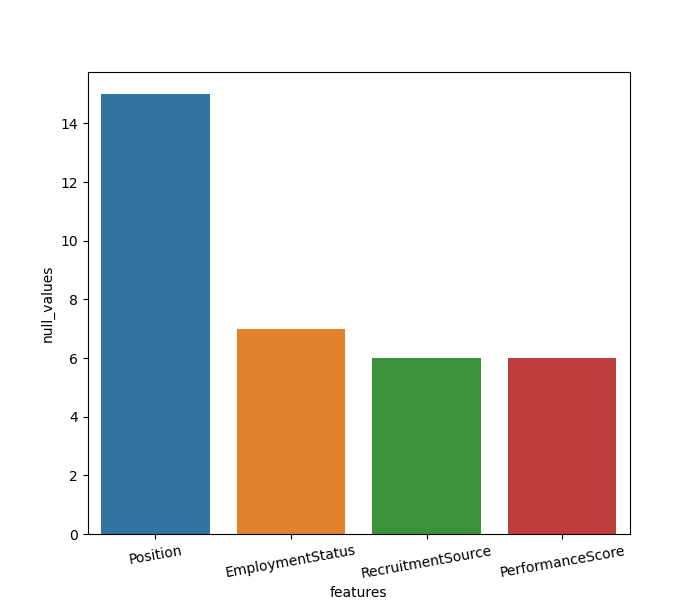 14
12
10
8
6
4
2
0
null_values
Position
EmploymentStatus
RecruitmentSource
PerformanceScore
features